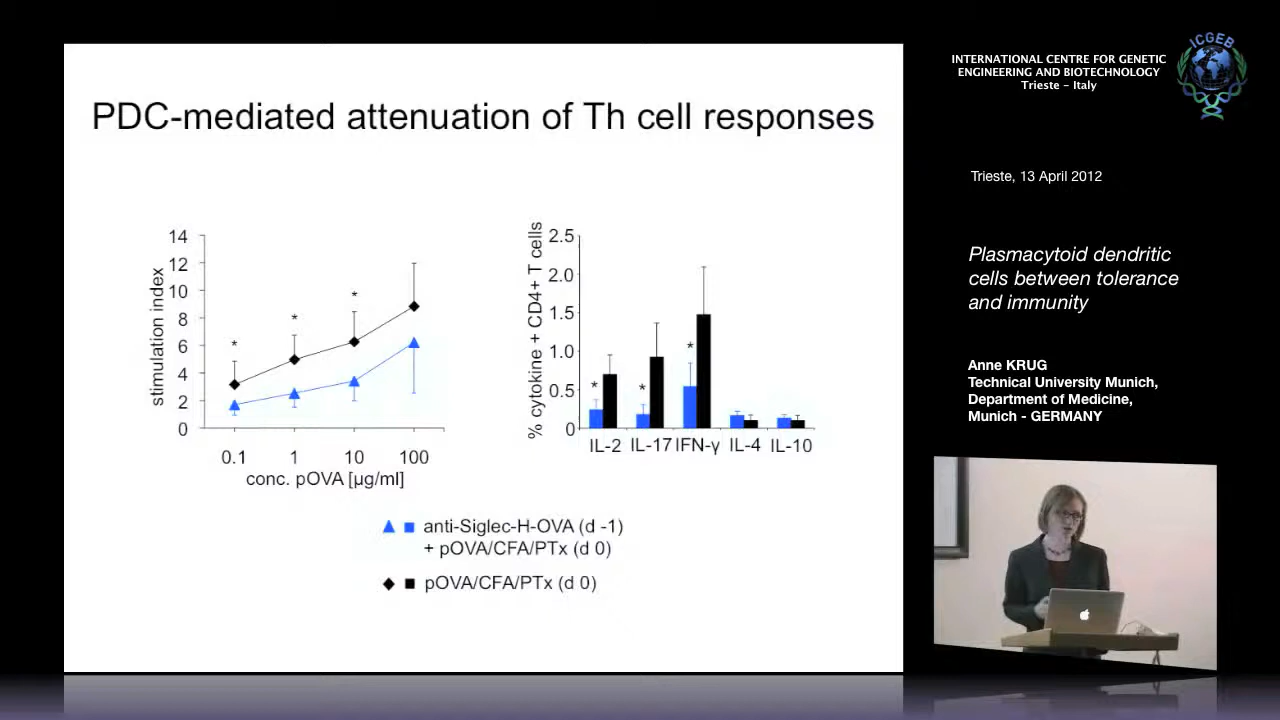 PDC-mediated attenuation of Th cell responses
14
12
10
8
6
4
2
0
stimulation index
*
*
*
0.1
1
10
100
conc. pOVA [µg/ml]
2.5
2.0
1.5
1.0
0.5
0
% cytokine + CD4+ T cells
*
*
*
IL-2
IL-17
IFN-γ
IL-4
IL-10
anti-Siglec-H-OVA (d -1)
+ pOVA/CFA/PTx (d 0)
pOVA/CFA/PTx (d 0)
INTERNATIONAL CENTRE FOR GENETIC
ENGINEERING AND BIOTECHNOLOGY
Trieste - Italy
ICGEB
Trieste, 13 April 2012
Plasmacytoid dendritic
cells between tolerance
and immunity
Anne KRUG
Technical University Munich,
Department of Medicine,
Munich - GERMANY